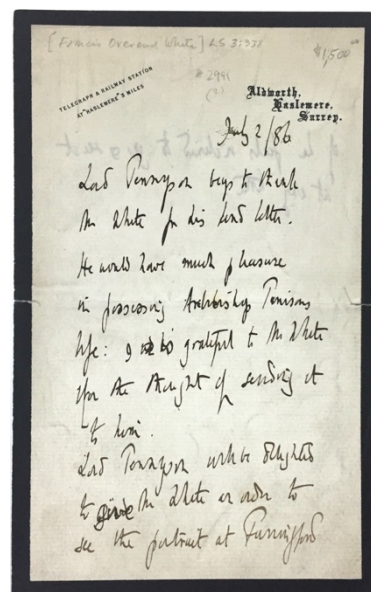 [Francis Overend White] LS 3:338
$1,500
# 2991
(2)
TELEGRAPH & RAILWAY STATION
AT HASLEMERE 3 MILES
Aldworth,
Haslemere,
Surrey.
July 2/86
Lord Tennyson begs to thank
Mr White for his kind letter.
He would have much pleasure
in possessing Archbishop Tenisons
life: & is grateful to Mr White
for the thought of sending it
to him.
Lord Tennyson will be delighted
to give Mr White an order to
see the portrait at Farringford